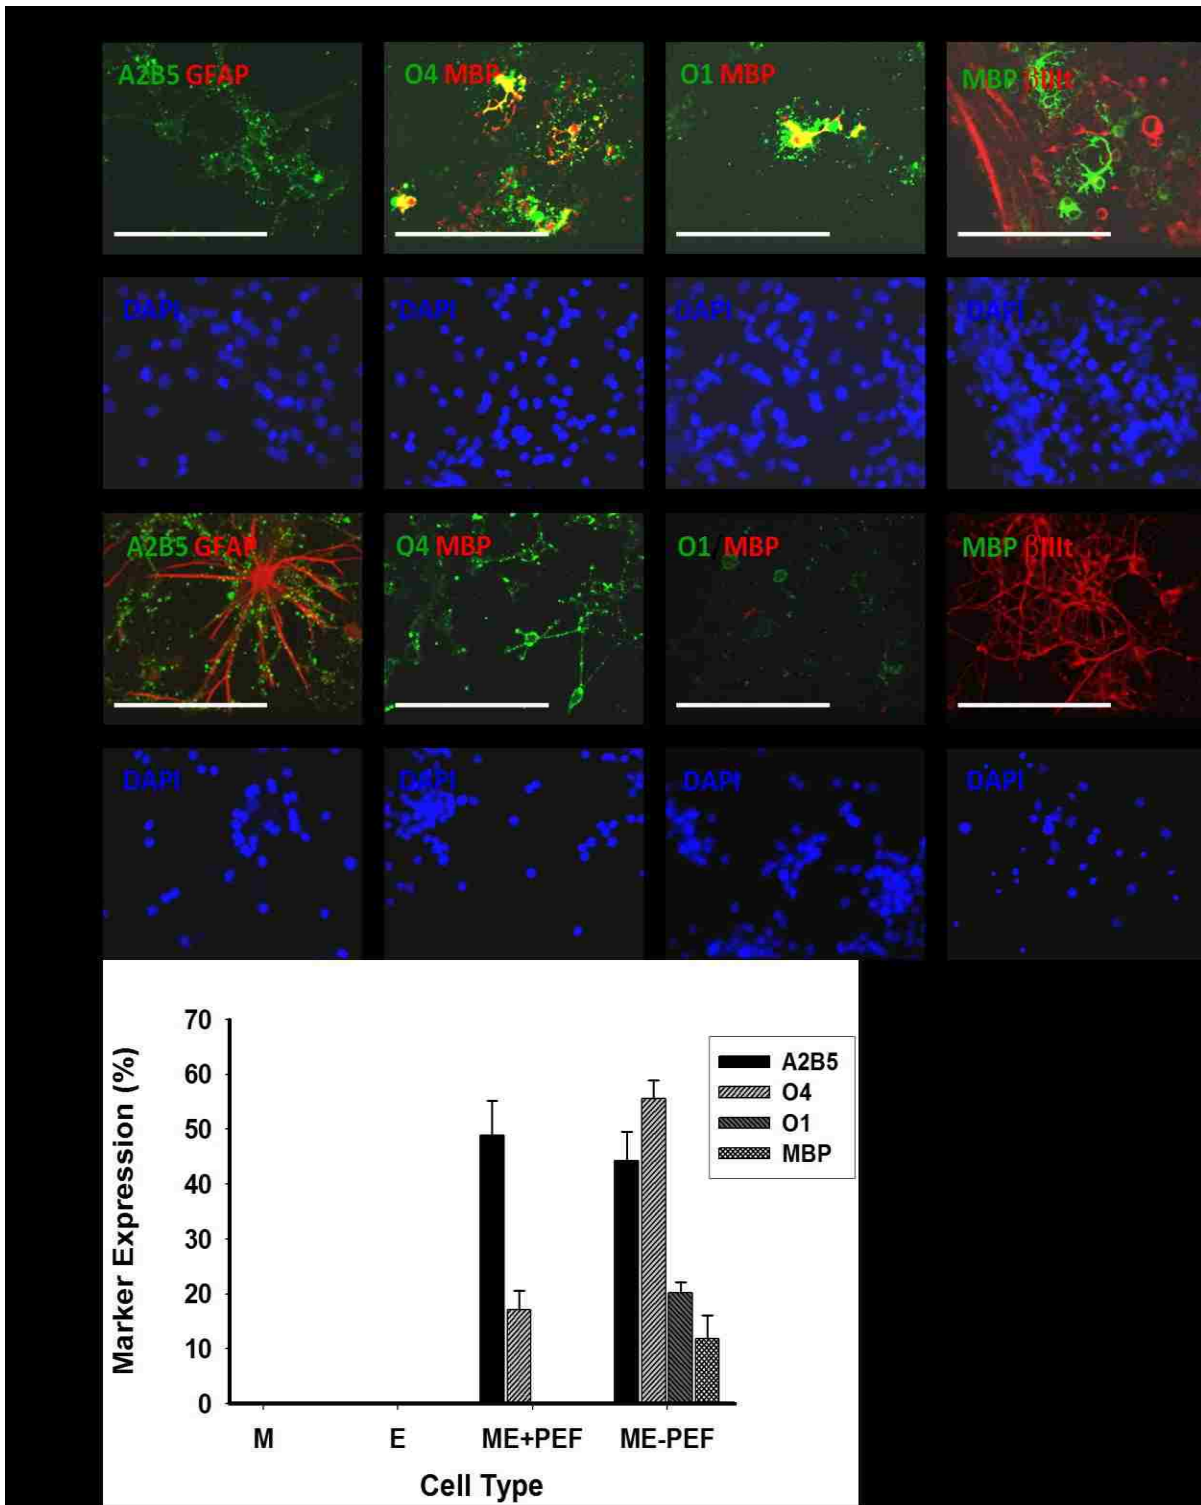 A2B5 GFAP
O4 MBP
O1 MBP
MBP βIIIt
DAPI
DAPI
DAPI
DAPI
A2B5 GFAP
O4 MBP
O1 MBP
MBP βIIIt
DAPI
DAPI
DAPI
DAPI
Marker Expression (%)
70
60
50
40
30
20
10
0
A2B5
O4
O1
MBP
M
E
ME+PEF
ME-PEF
Cell Type